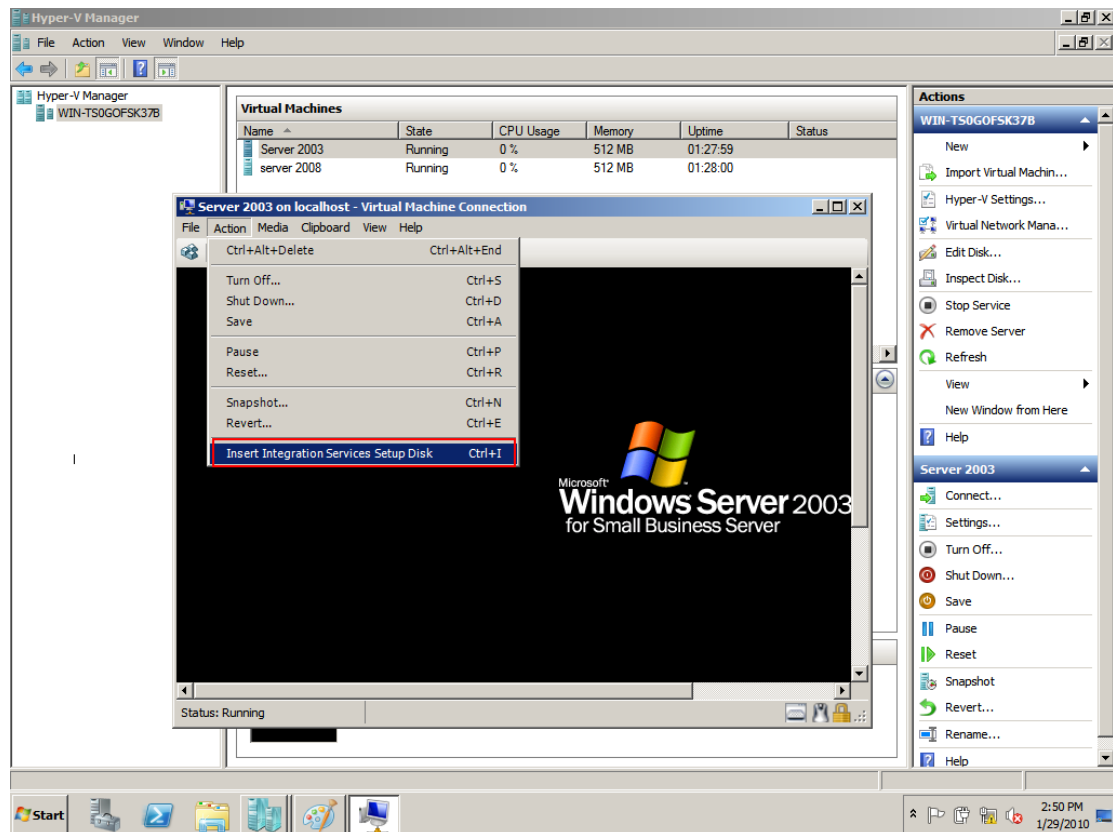 Hyper-V Manager
File Action View Window Help
Hyper-V Manager
WIN-TS0GOFSK37B
Virtual Machines
Name State CPU Usage Memory Uptime Status
Server 2003 Running 0 % 512 MB 01:27:59
server 2008 Running 0 % 512 MB 01:28:00
Server 2003 on localhost - Virtual Machine Connection
File Action Media Clipboard View Help
Ctrl+Alt+Delete Ctrl+Alt+End
Turn Off... Ctrl+S
Shut Down... Ctrl+D
Save Ctrl+A
Pause Ctrl+P
Reset... Ctrl+R
Snapshot... Ctrl+N
Revert... Ctrl+E
Insert Integration Services Setup Disk Ctrl+I
Microsoft
Windows Server 2003
for Small Business Server
Status: Running
Actions
WIN-TS0GOFSK37B
New
Import Virtual Machin...
Hyper-V Settings...
Virtual Network Mana...
Edit Disk...
Inspect Disk...
Stop Service
Remove Server
Refresh
View
New Window from Here
Help
Server 2003
Connect...
Settings...
Turn Off...
Shut Down...
Save
Pause
Reset
Snapshot
Revert...
Rename...
Help
Start
2:50 PM
1/29/2010